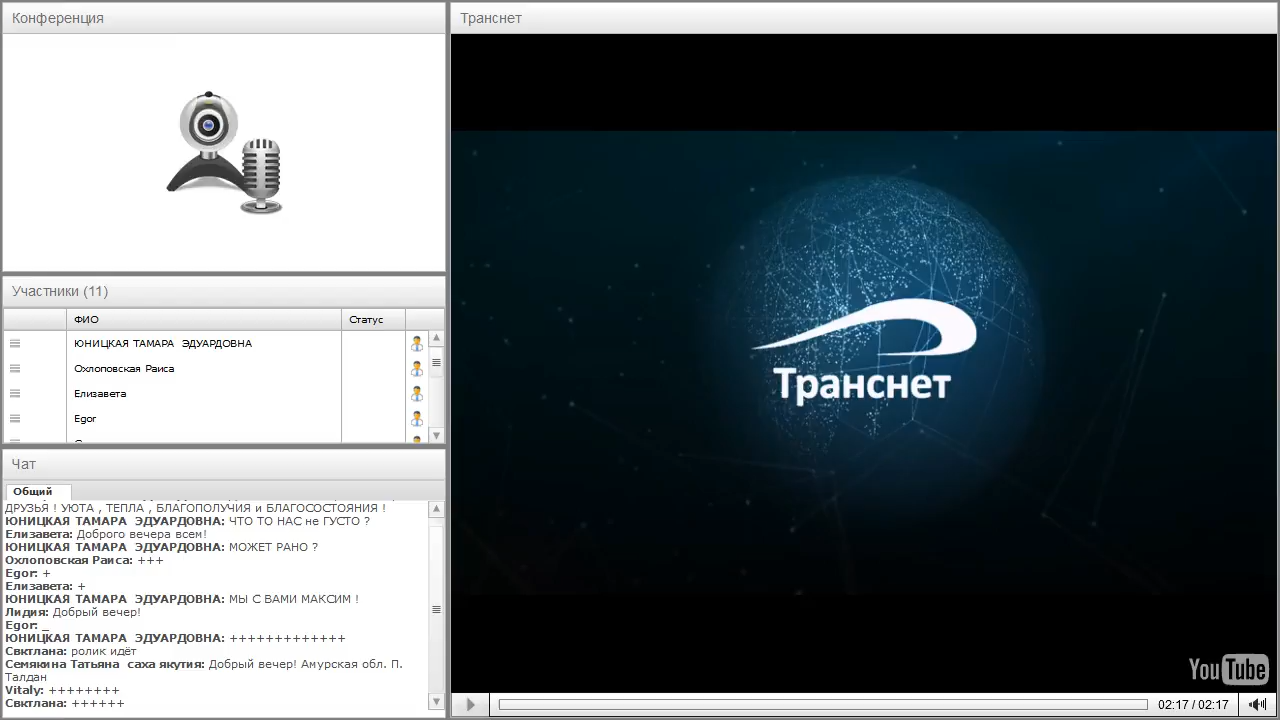 Конференция
Транснет
Транснет
Участники (11)
ФИО
Статус
ЮНИЦКАЯ ТАМАРА ЭДУАРДОВНА
Охлоповская Раиса
Елизавета
Egor
Чат
Общий
ДРУЗЬЯ ! УЮТА , ТЕПЛА , БЛАГОПОЛУЧИЯ и БЛАГОСОСТОЯНИЯ !
ЮНИЦКАЯ ТАМАРА ЭДУАРДОВНА: ЧТО ТО НАС не ГУСТО ?
Елизавета: Доброго вечера всем!
ЮНИЦКАЯ ТАМАРА ЭДУАРДОВНА: МОЖЕТ РАНО ?
Охлоповская Раиса: +++
Egor: +
Елизавета: +
ЮНИЦКАЯ ТАМАРА ЭДУАРДОВНА: МЫ С ВАМИ МАКСИМ !
Лидия: Добрый вечер!
Egor: _
ЮНИЦКАЯ ТАМАРА ЭДУАРДОВНА: +++++++++++++
Свктлана: ролик идёт
Семякина Татьяна саха якутия: Добрый вечер! Амурская обл. П.
Талдан
Vitaly: ++++++++
Свктлана: ++++++
YouTube
02:17 / 02:17